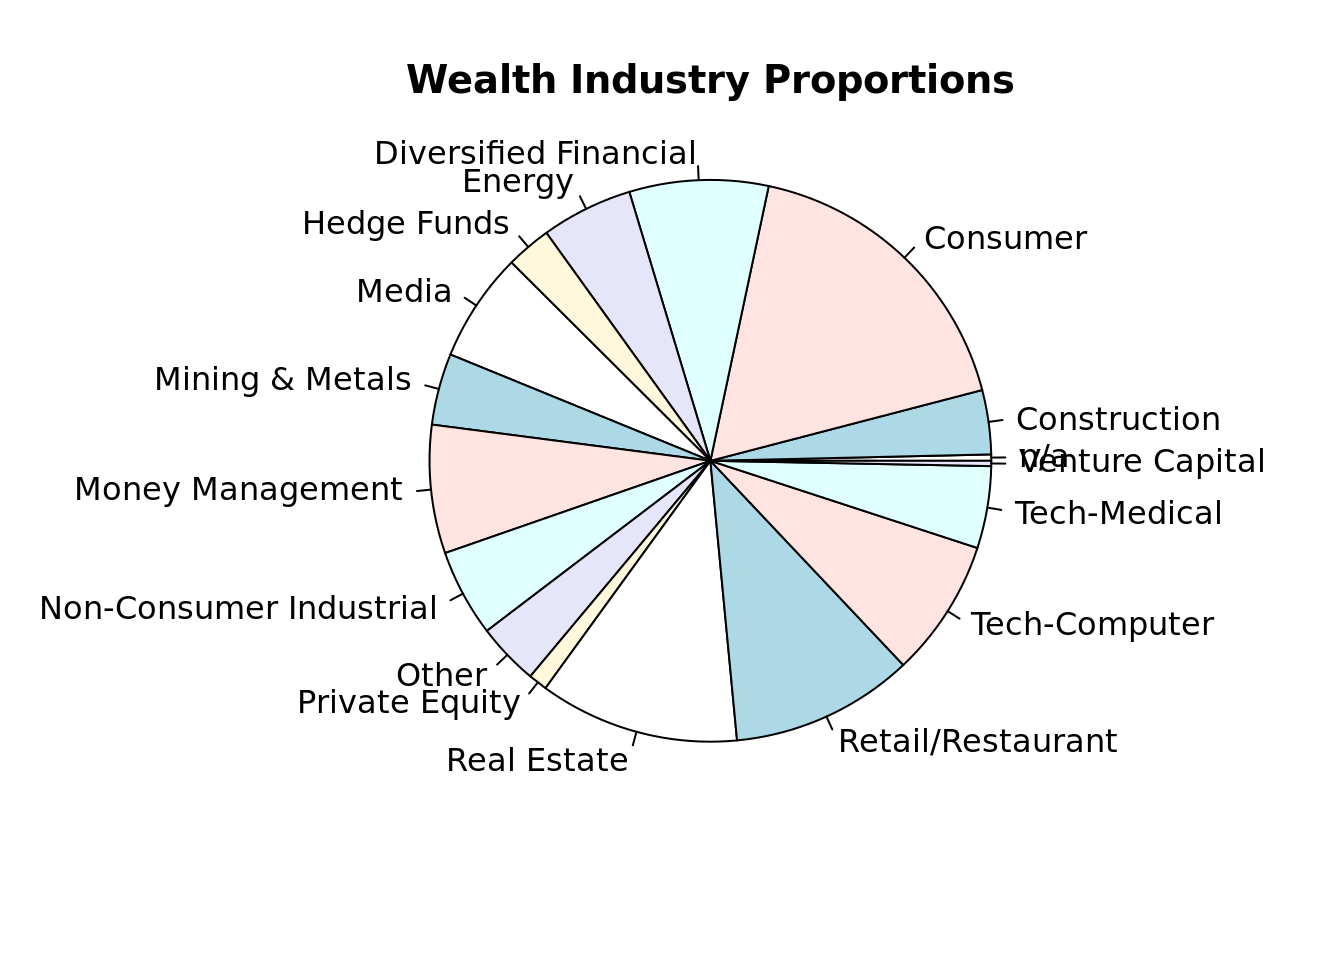 Wealth Industry Proportions
Diversified Financial
Energy
Hedge Funds
Media
Mining & Metals
Money Management
Non-Consumer Industrial
Other
Private Equity
Real Estate
Consumer
Construction
n/a
Venture Capital
Tech-Medical
Tech-Computer
Retail/Restaurant